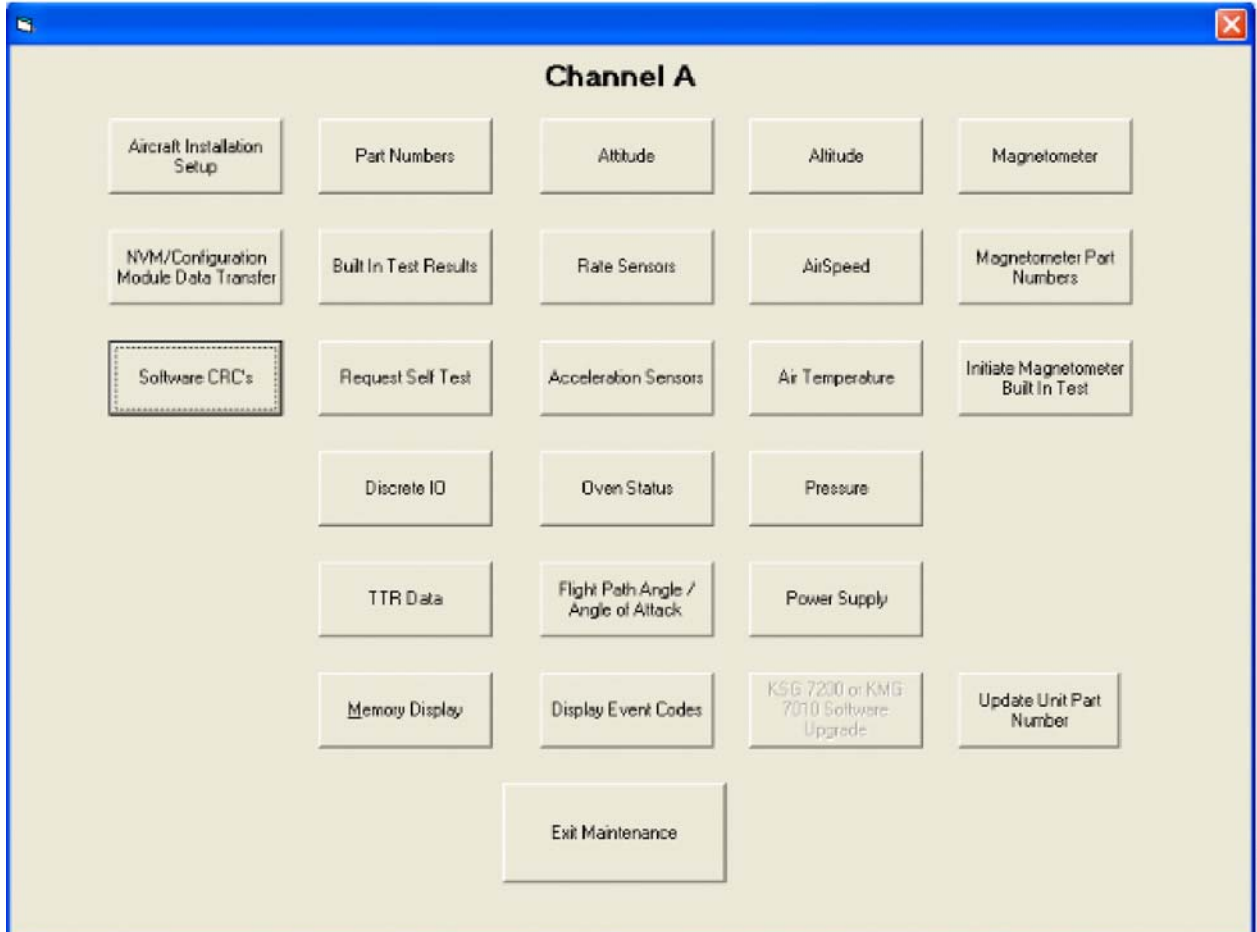 Channel A
Aircraft Installation
Setup
Part Numbers
Attitude
Altitude
Magnetometer
NVM/Configuration
Module Data Transfer
Built In Test Results
Rate Sensors
AirSpeed
Magnetometer Part
Numbers
Software CRC's
Request Self Test
Acceleration Sensors
Air Temperature
Initiate Magnetometer
Built In Test
Discrete IO
Oven Status
Pressure
TTR Data
Flight Path Angle /
Angle of Attack
Power Supply
Memory Display
Display Event Codes
KSG 7200 or KMG
7010 Software
Upgrade
Update Unit Part
Number
Exit Maintenance